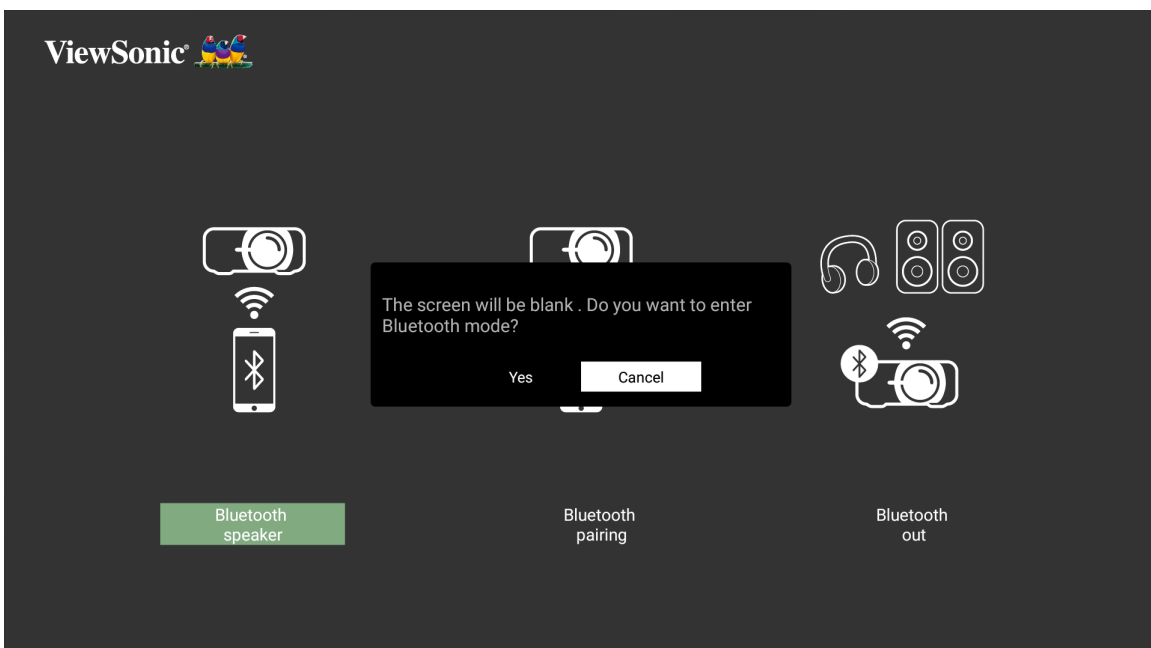 ViewSonic®
The screen will be blank . Do you want to enter
Bluetooth mode?
Yes Cancel
Bluetooth
speaker
Bluetooth
pairing
Bluetooth
out